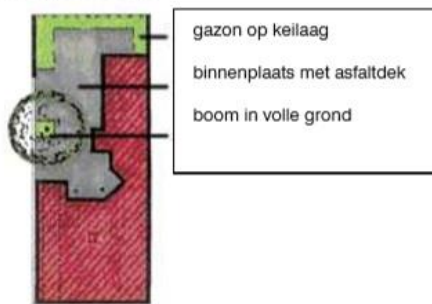 gazon op keilaag
binnenplaats met asfaltdek
boom in volle grond